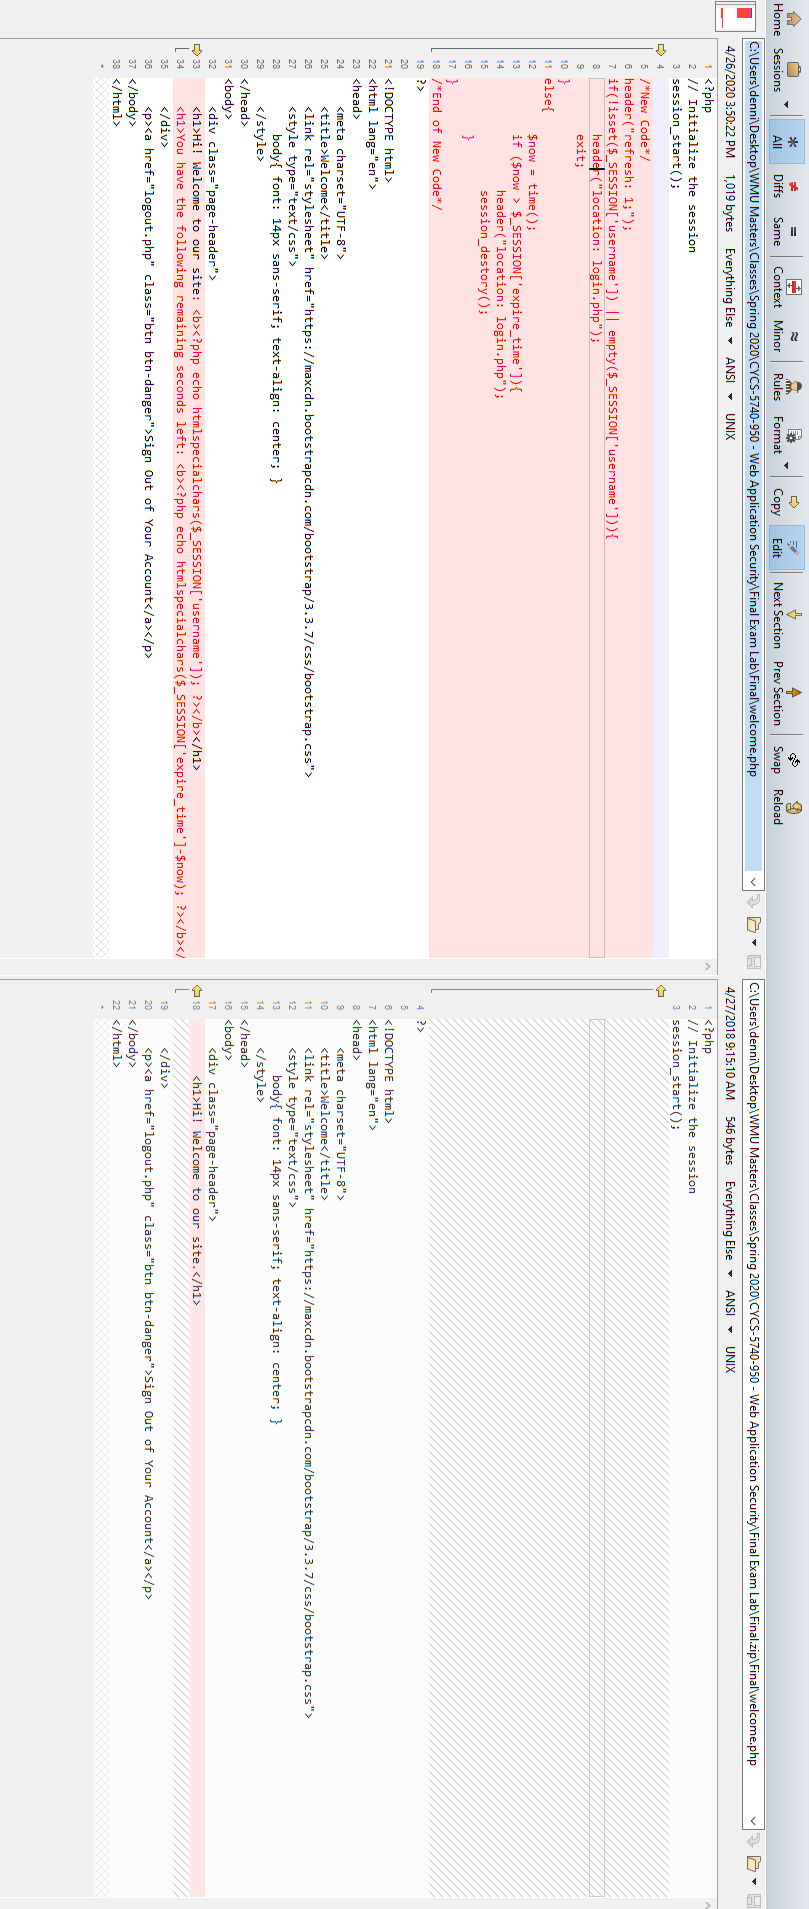 Home Sessions All Diffs Same Context Minor Rules Format Copy Edit Next Section Prev Section Swap Reload
C:\Users\denni\Desktop\WMU Masters\Classes\Spring 2020\CYCS-5740-950 - Web Application Security\Final Exam Lab\Final\welcome.php
4/26/2020 3:50:22 PM 1,019 bytes Everything Else ANSI UNIX
1 <?php
2 // Initialize the session
3 session_start();
4
5 /*New Code*/
6 header("refresh: 1;");
7 if(!isset($_SESSION['username']) || empty($_SESSION['username'])){
8 header("location: login.php");
9 exit;
10 }
11 else{
12 $now = time();
13 if ($now > $_SESSION['expire_time']){
14 header("location: login.php");
15 session_destory();
16 }
17 }
18 /*End of New Code*/
19 ?>
20
21 <!DOCTYPE html>
22 <html lang="en">
23 <head>
24 <meta charset="UTF-8">
25 <title>Welcome</title>
26 <link rel="stylesheet" href="https://maxcdn.bootstrapcdn.com/bootstrap/3.3.7/css/bootstrap.css">
27 <style type="text/css">
28 body{ font: 14px sans-serif; text-align: center; }
29 </style>
30 </head>
31 <body>
32 <div class="page-header">
33 <h1>Hi! Welcome to our site: <b><?php echo htmlspecialchars($_SESSION['username']); ?></b></h1>
34 <h1>You have the following remaining seconds left: <b><?php echo htmlspecialchars($_SESSION['expire_time']-$now); ?></b></
35 </div>
36 <p><a href="logout.php" class="btn btn-danger">Sign Out of Your Account</a></p>
37 </body>
38 </html>
C:\Users\denni\Desktop\WMU Masters\Classes\Spring 2020\CYCS-5740-950 - Web Application Security\Final Exam Lab\Final.zip\Final\welcome.php
4/27/2018 9:15:10 AM 546 bytes Everything Else ANSI UNIX
1 <?php
2 // Initialize the session
3 session_start();
4 ?>
5
6 <!DOCTYPE html>
7 <html lang="en">
8 <head>
9 <meta charset="UTF-8">
10 <title>Welcome</title>
11 <link rel="stylesheet" href="https://maxcdn.bootstrapcdn.com/bootstrap/3.3.7/css/bootstrap.css">
12 <style type="text/css">
13 body{ font: 14px sans-serif; text-align: center; }
14 </style>
15 </head>
16 <body>
17 <div class="page-header">
18 <h1>Hi! Welcome to our site.</h1>
19 </div>
20 <p><a href="logout.php" class="btn btn-danger">Sign Out of Your Account</a></p>
21 </body>
22 </html>